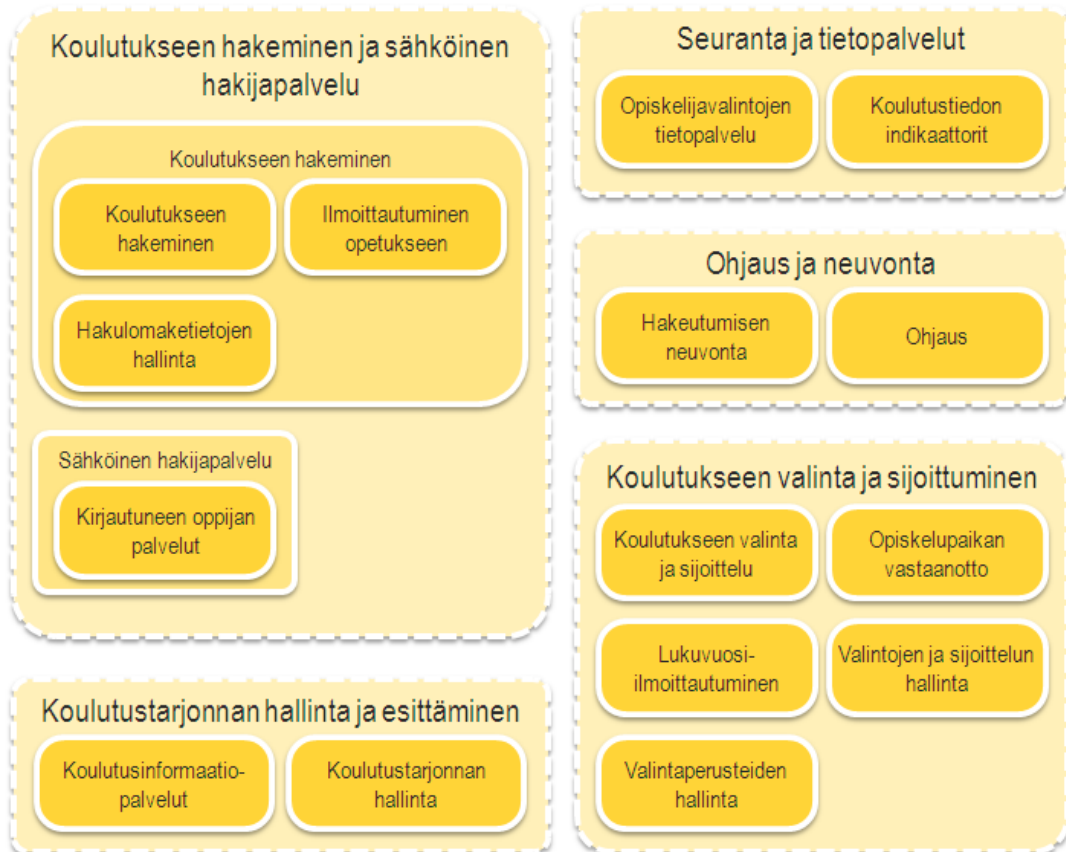 Koulutukseen hakeminen ja sähköinen
hakijapalvelu
Koulutukseen hakeminen
Koulutukseen
hakeminen
Ilmoittautuminen
opetukseen
Hakulomaketietojen
hallinta
Sähköinen hakijapalvelu
Kirjautuneen oppijan
palvelut
Koulutustarjonnan hallinta ja esittäminen
Koulutusinformaatio-
palvelut
Koulutustarjonnan
hallinta
Seuranta ja tietopalvelut
Opiskelijavalintojen
tietopalvelu
Koulutustiedon
indikaattorit
Ohjaus ja neuvonta
Hakeutumisen
neuvonta
Ohjaus
Koulutukseen valinta ja sijoittuminen
Koulutukseen valinta
ja sijoittelu
Opiskelupaikan
vastaanotto
Lukuvuosi-
ilmoittautuminen
Valintojen ja sijoittelun
hallinta
Valintaperusteiden
hallinta